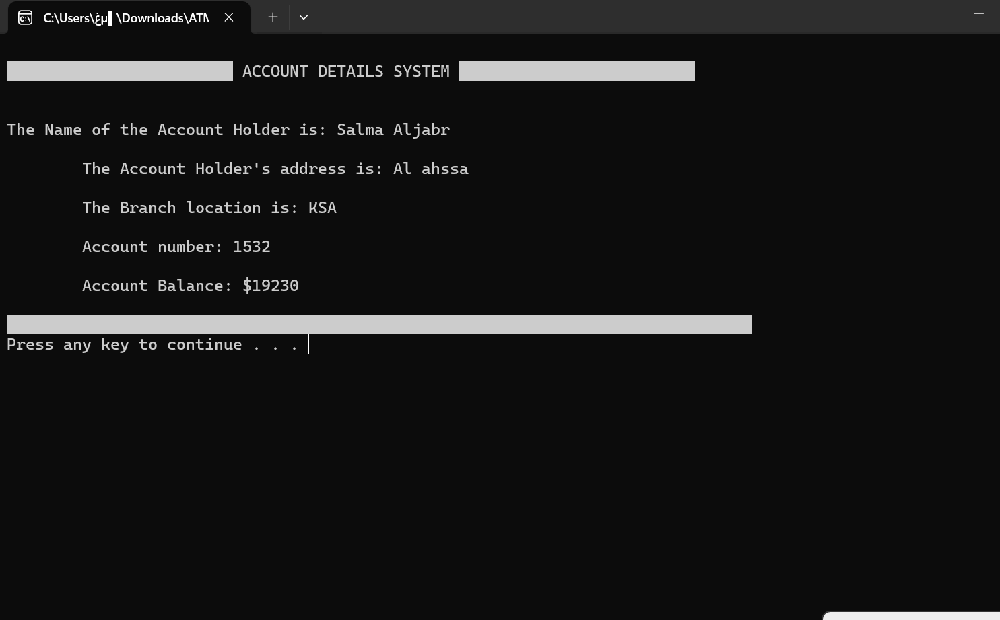 C:\Users\ \Downloads\ATM
ACCOUNT DETAILS SYSTEM
The Name of the Account Holder is: Salma Aljabr
The Account Holder's address is: Al ahssa
The Branch location is: KSA
Account number: 1532
Account Balance: $19230
Press any key to continue . . .